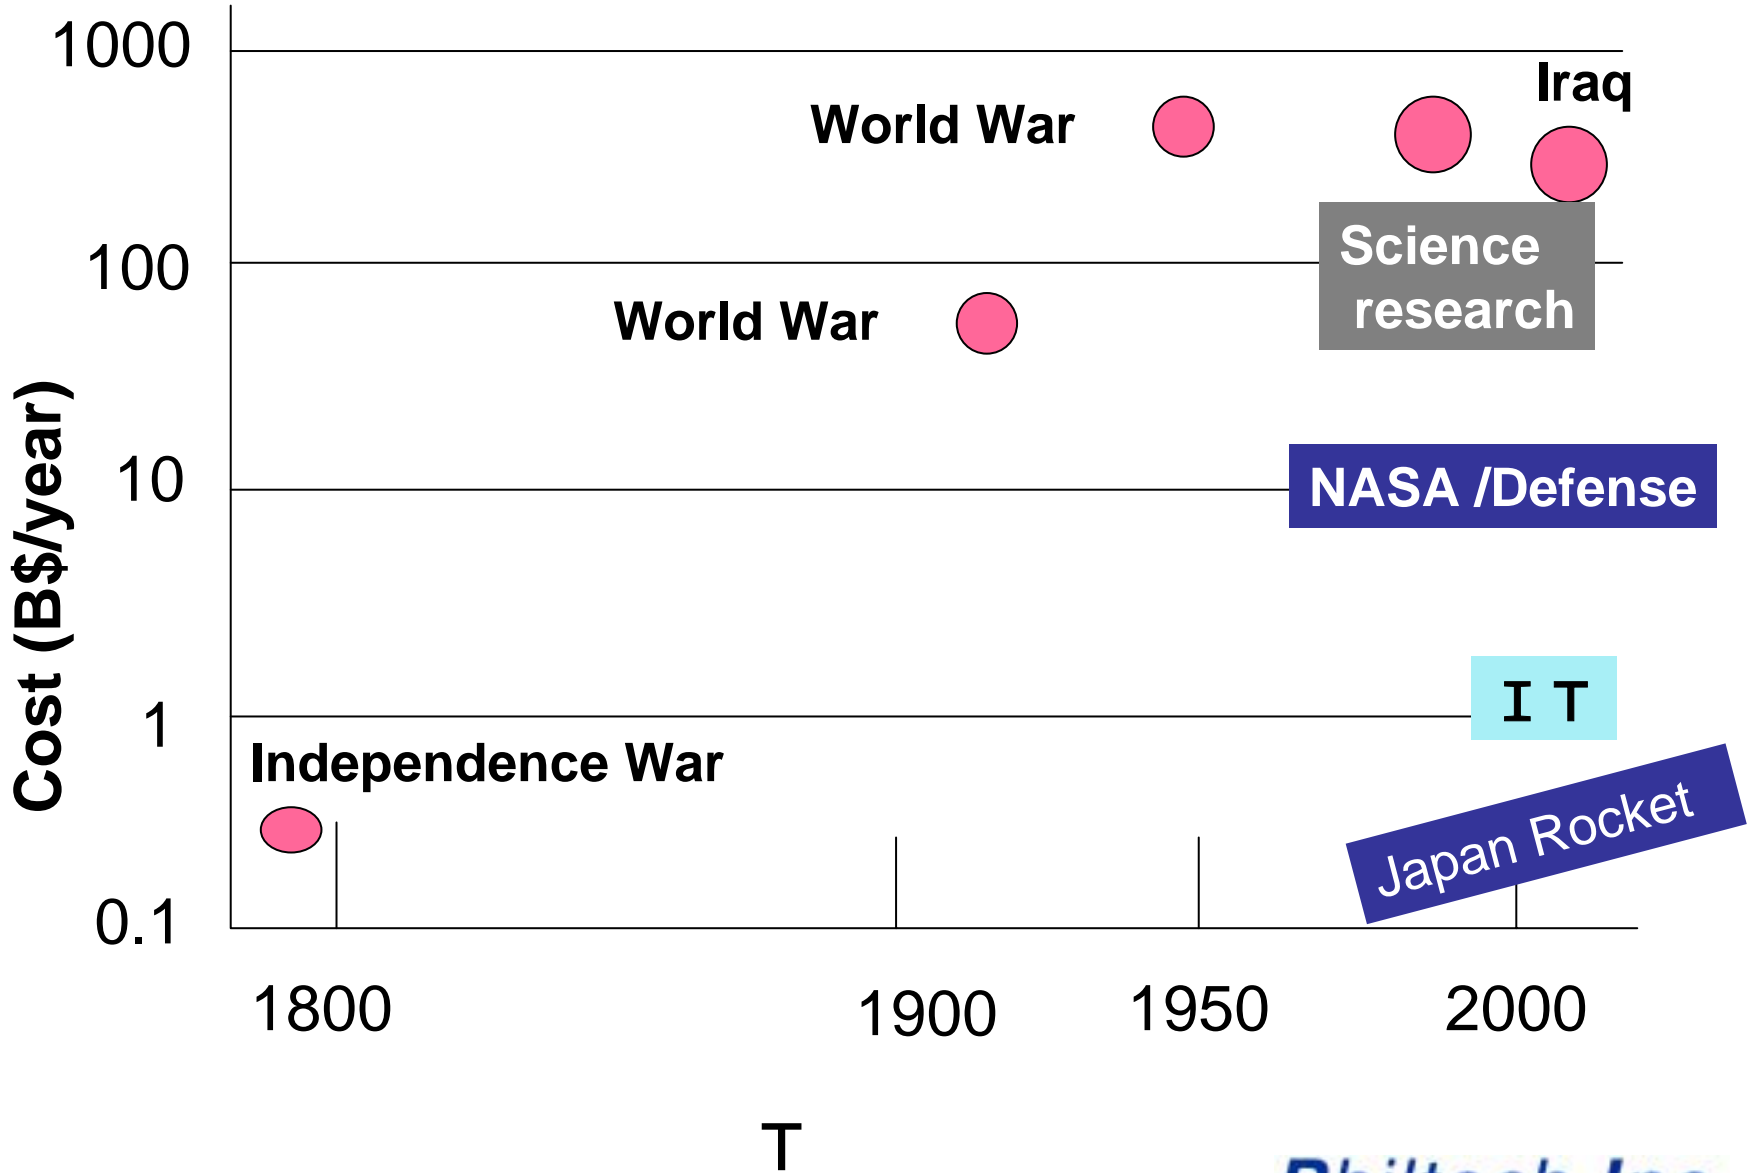 1000
Iraq
World War
Science
research
100
World War
Cost (B$/year)
10
NASA /Defense
I T
1
Independence War
Japan Rocket
0.1
1800
1900
1950
2000
T